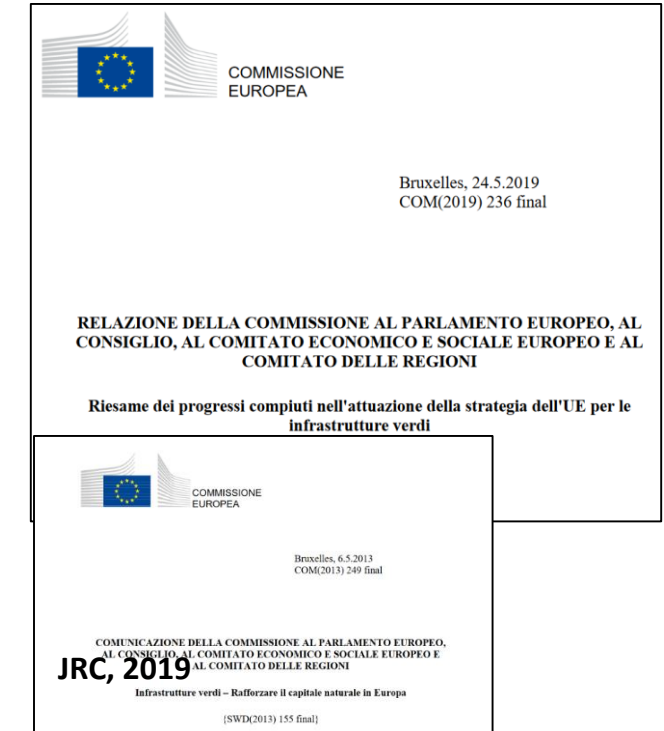 COMMISSIONE
EUROPEA
Bruxelles, 24.5.2019
COM(2019) 236 final
RELAZIONE DELLA COMMISSIONE AL PARLAMENTO EUROPEO, AL
CONSIGLIO, AL COMITATO ECONOMICO E SOCIALE EUROPEO E AL
COMITATO DELLE REGIONI
Riesame dei progressi compiuti nell'attuazione della strategia dell'UE per le
infrastrutture verdi
COMMISSIONE
EUROPEA
Bruxelles, 6.5.2013
COM(2013) 249 final
COMUNICAZIONE DELLA COMMISSIONE AL PARLAMENTO EUROPEO,
AL CONSIGLIO, AL COMITATO ECONOMICO E SOCIALE EUROPEO E
AL COMITATO DELLE REGIONI
JRC, 2019
Infrastrutture verdi – Rafforzare il capitale naturale in Europa
{SWD(2013) 155 final}